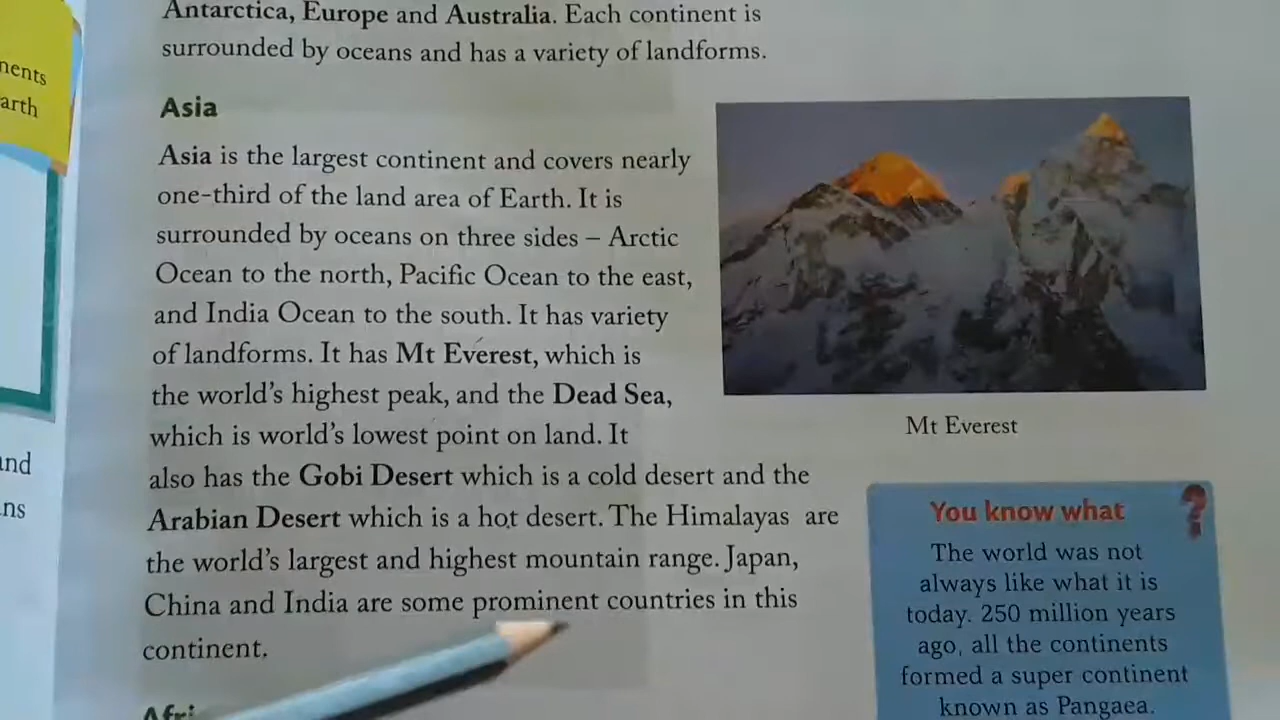 Antarctica, Europe and Australia. Each continent is
surrounded by oceans and has a variety of landforms.
nents
arth
Asia
Asia is the largest continent and covers nearly
one-third of the land area of Earth. It is
surrounded by oceans on three sides – Arctic
Ocean to the north, Pacific Ocean to the east,
and India Ocean to the south. It has variety
of landforms. It has Mt Everest, which is
the world's highest peak, and the Dead Sea,
which is world's lowest point on land. It
also has the Gobi Desert which is a cold desert and the
Arabian Desert which is a hot desert. The Himalayas are
the world's largest and highest mountain range. Japan,
China and India are some prominent countries in this
continent.
Mt Everest
and
ns
You know what ?
The world was not
always like what it is
today. 250 million years
ago, all the continents
formed a super continent
known as Pangaea.
Afri